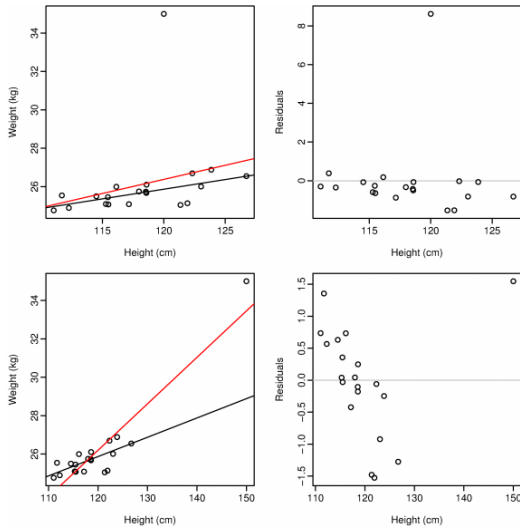 34
32
30
28
26
Weight (kg)
115 120 125
Height (cm)
8
6
4
2
0
Residuals
115 120 125
Height (cm)
34
32
30
28
26
Weight (kg)
110 120 130 140 150
Height (cm)
1.5
1.0
0.5
0.0
−0.5
−1.0
−1.5
Residuals
110 120 130 140 150
Height (cm)